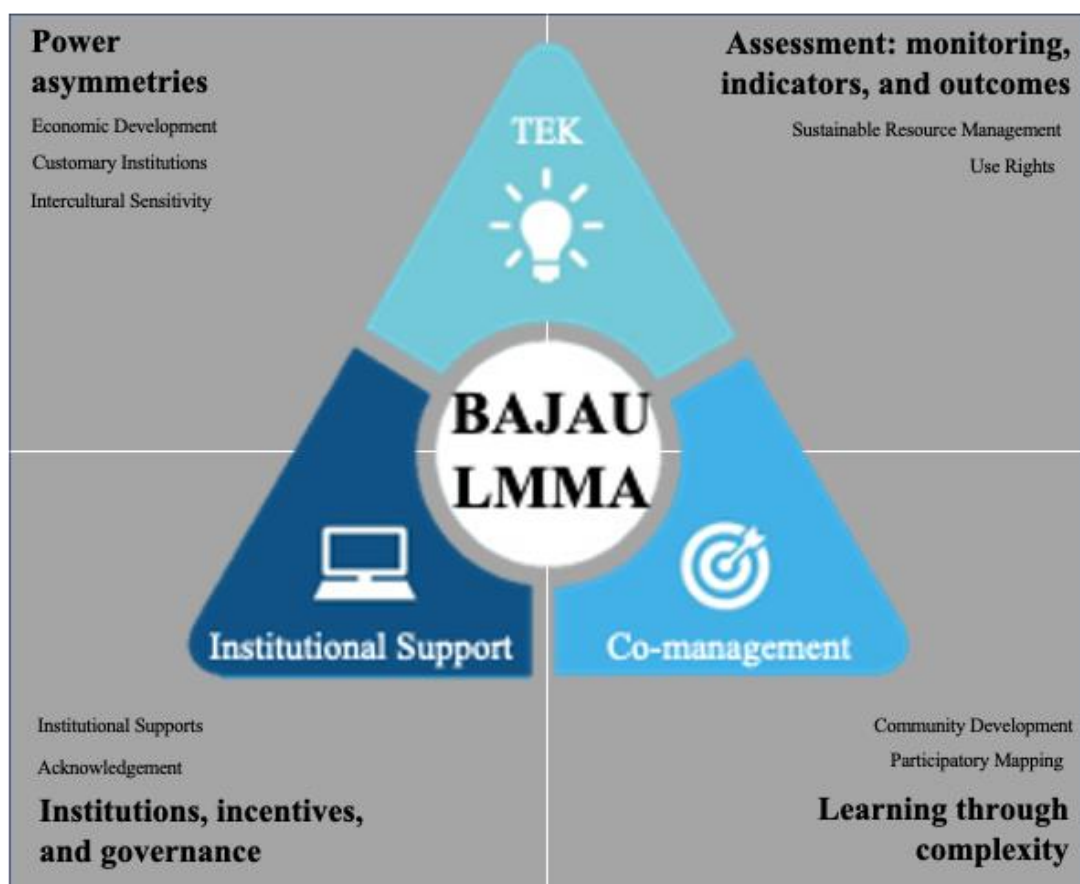 Power
asymmetries
Economic Development
Customary Institutions
Intercultural Sensitivity
Assessment: monitoring,
indicators, and outcomes
Sustainable Resource Management
Use Rights
TEK
BAJAU
LMMA
Institutional Support
Co-management
Institutional Supports
Acknowledgement
Institutions, incentives,
and governance
Community Development
Participatory Mapping
Learning through
complexity